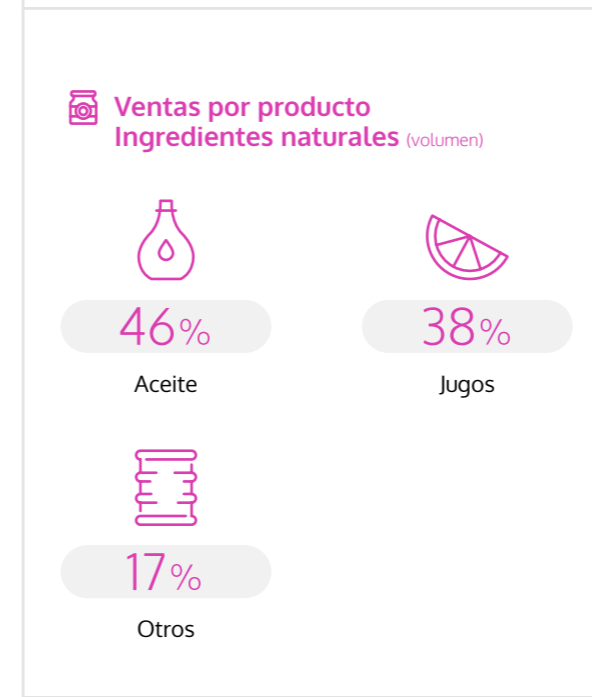 Ventas por producto
Ingredientes naturales (volumen)
46%
38%
Aceite
Jugos
17%
Otros